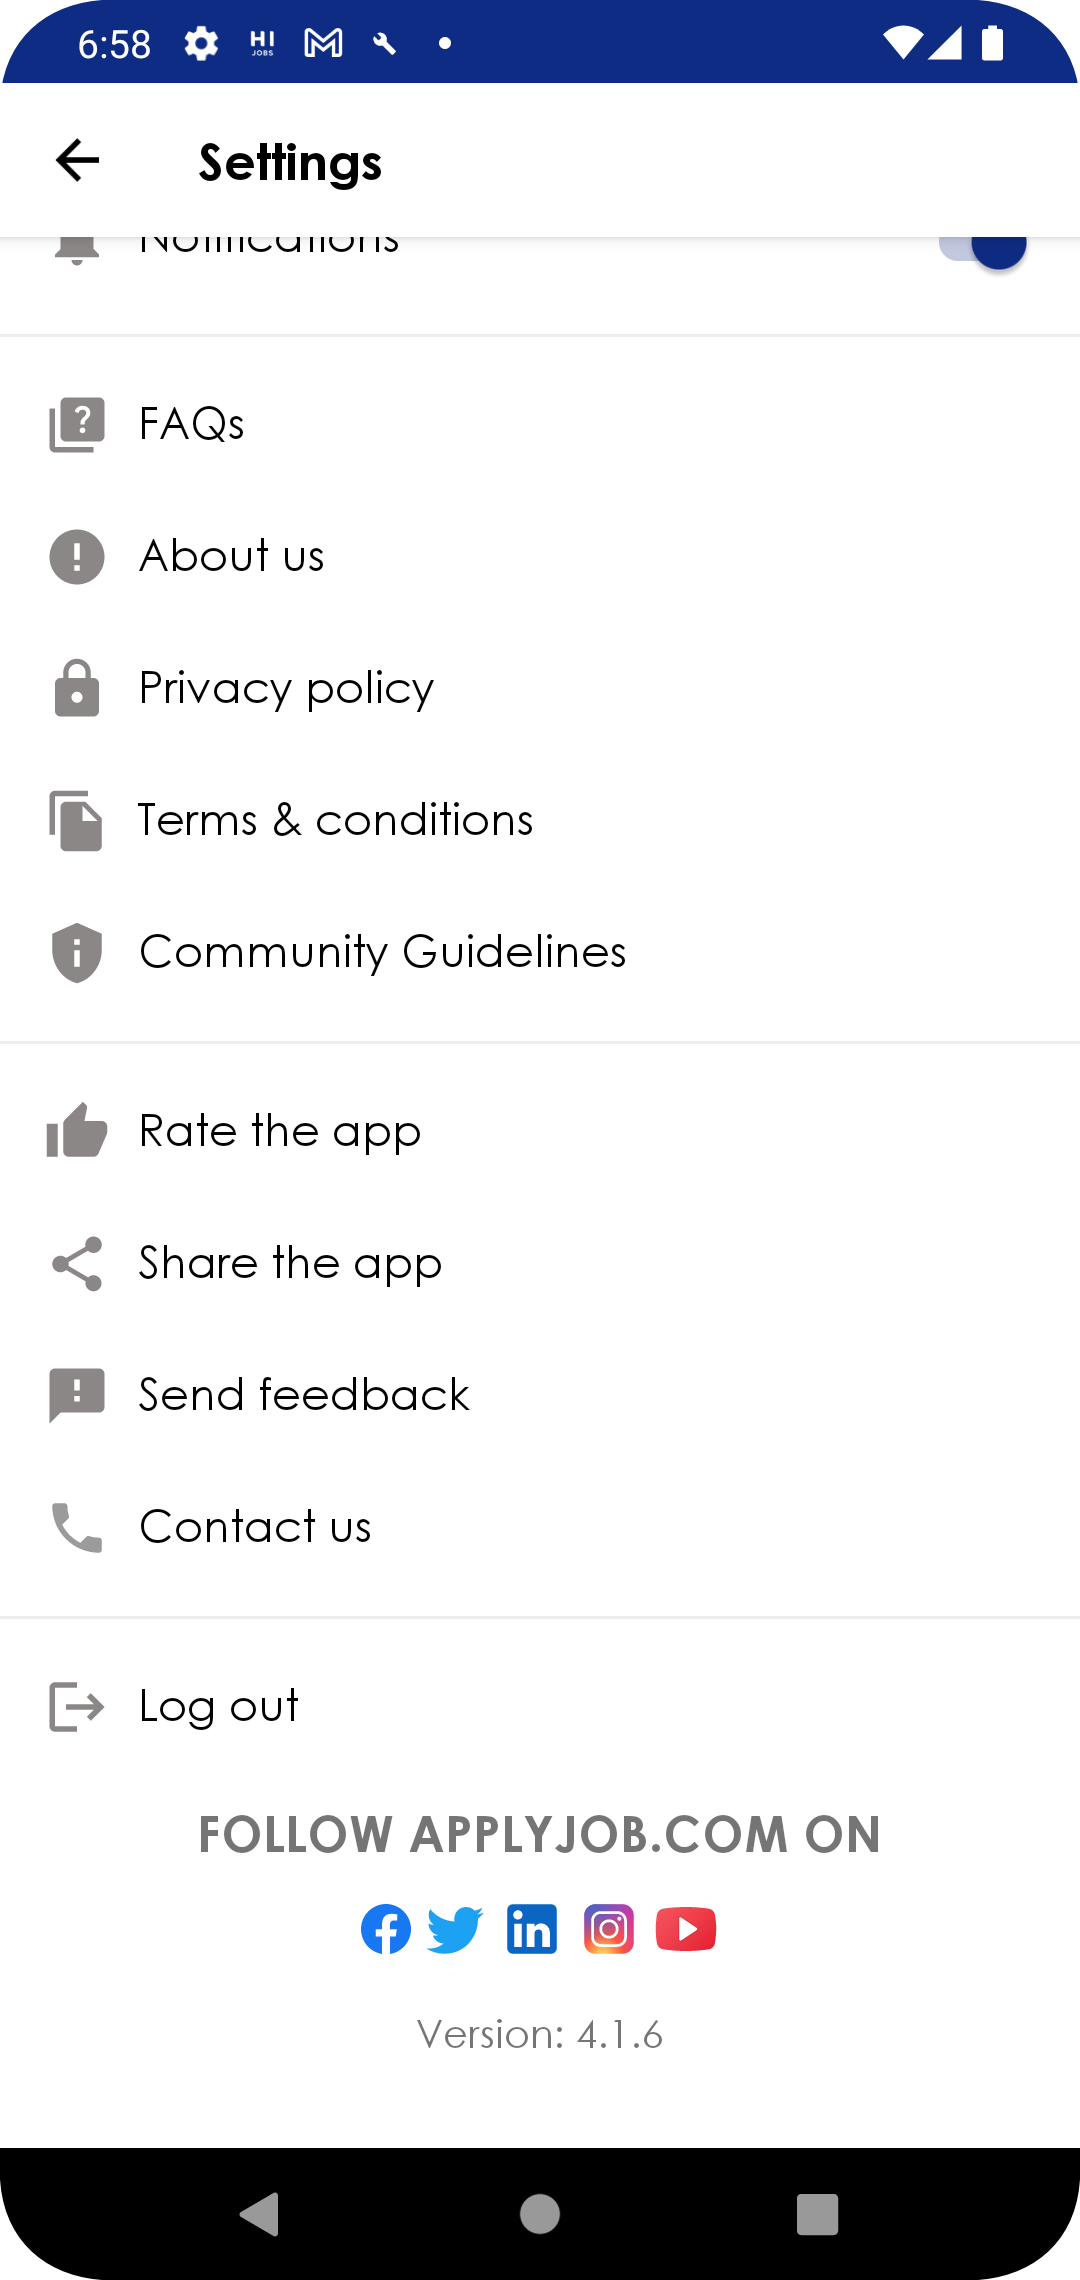 6:58 HI JOBS
Settings
Notifications
FAQs
About us
Privacy policy
Terms & conditions
Community Guidelines
Rate the app
Share the app
Send feedback
Contact us
Log out
FOLLOW APPLYJOB.COM ON
Version: 4.1.6